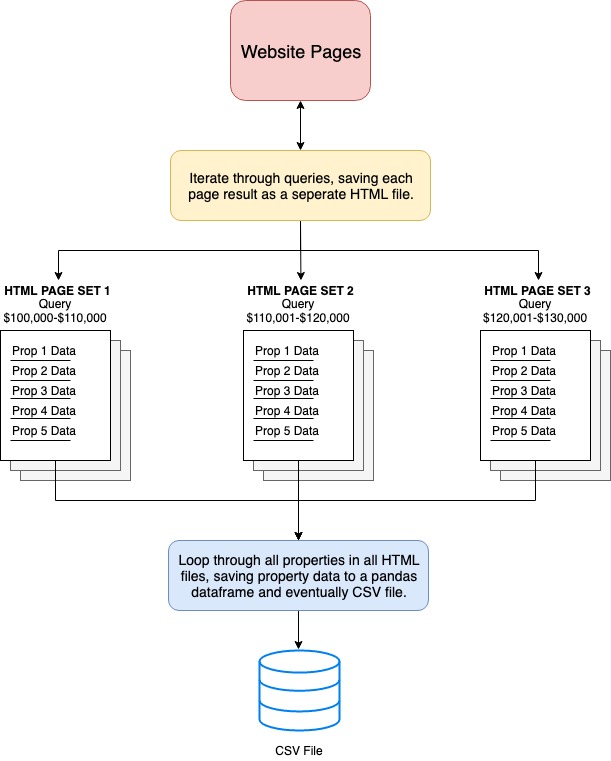 Website Pages
Iterate through queries, saving each
page result as a seperate HTML file.
HTML PAGE SET 1
Query
$100,000-$110,000
Prop 1 Data
Prop 2 Data
Prop 3 Data
Prop 4 Data
Prop 5 Data
HTML PAGE SET 2
Query
$110,001-$120,000
Prop 1 Data
Prop 2 Data
Prop 3 Data
Prop 4 Data
Prop 5 Data
HTML PAGE SET 3
Query
$120,001-$130,000
Prop 1 Data
Prop 2 Data
Prop 3 Data
Prop 4 Data
Prop 5 Data
Loop through all properties in all HTML
files, saving property data to a pandas
dataframe and eventually CSV file.
CSV File